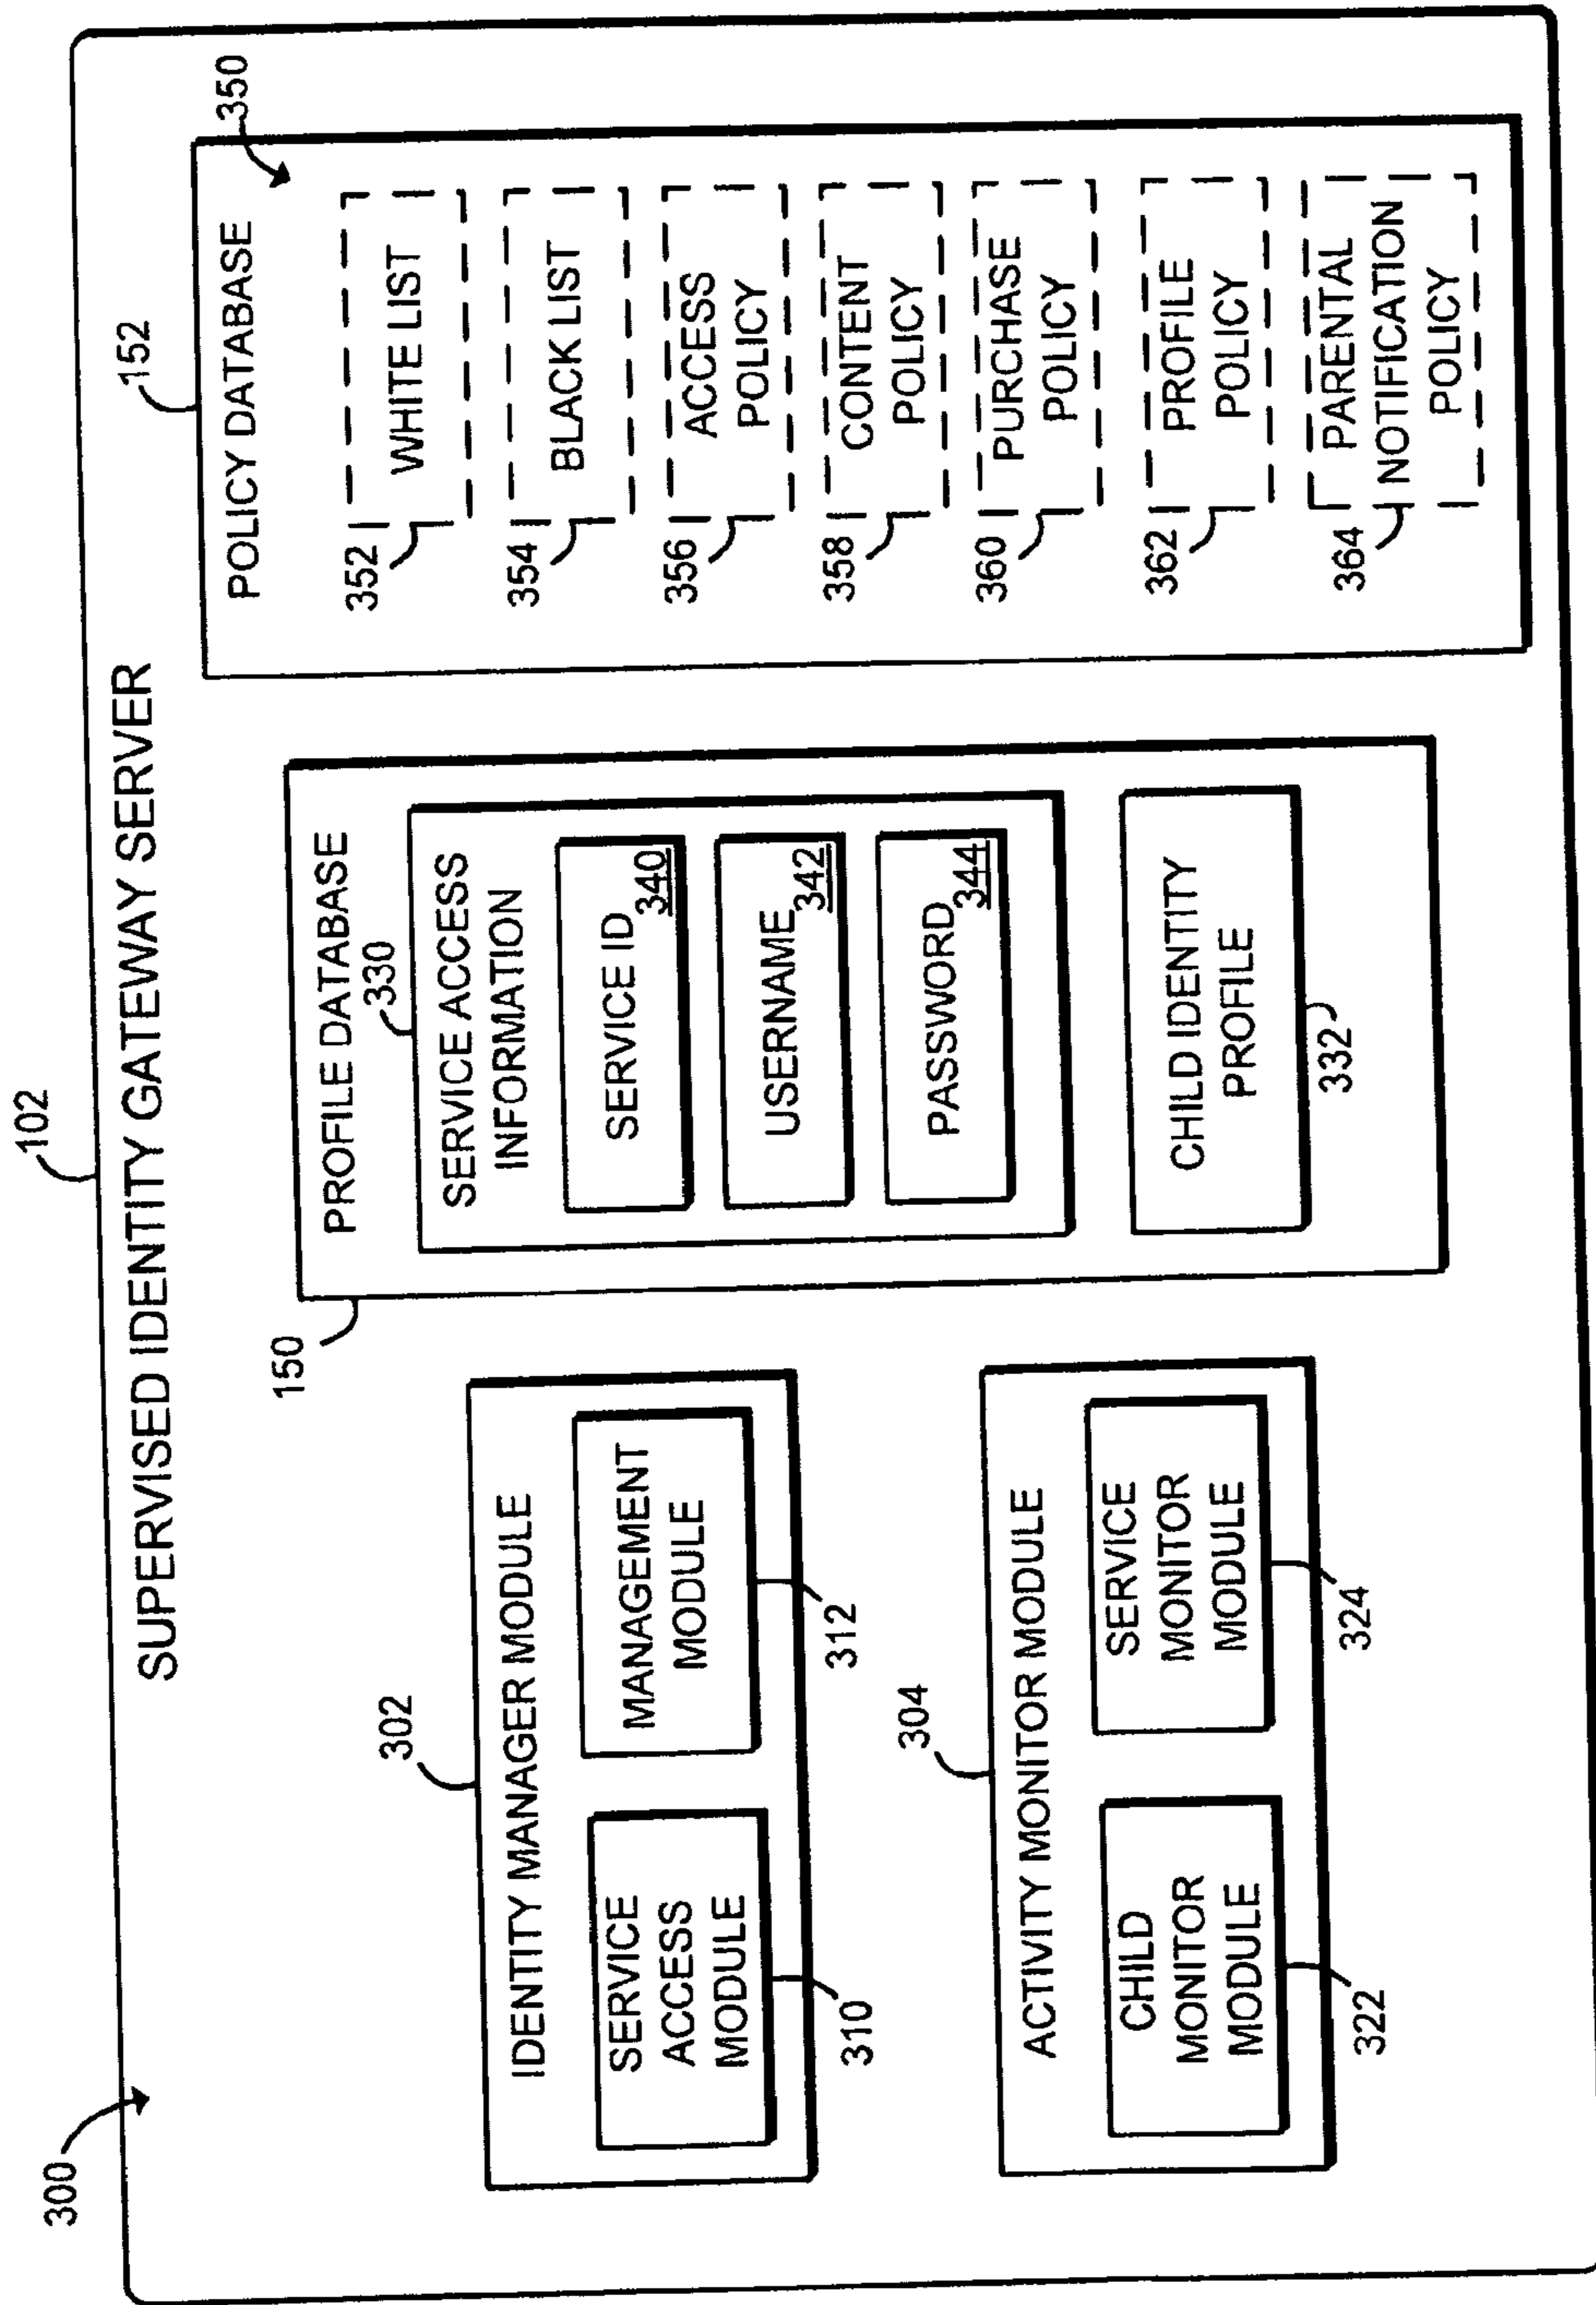 300
102
SUPERVISED IDENTITY GATEWAY SERVER
302
IDENTITY MANAGER MODULE
SERVICE
ACCESS
MODULE
310
MANAGEMENT
MODULE
312
304
ACTIVITY MONITOR MODULE
CHILD
MONITOR
MODULE
322
SERVICE
MONITOR
MODULE
324
150
PROFILE DATABASE
330
SERVICE ACCESS
INFORMATION
SERVICE ID
340
USERNAME
342
PASSWORD
344
CHILD IDENTITY
PROFILE
332
152
POLICY DATABASE
350
352
WHITE LIST
354
BLACK LIST
356
ACCESS
POLICY
358
CONTENT
POLICY
360
PURCHASE
POLICY
362
PROFILE
POLICY
364
PARENTAL
NOTIFICATION
POLICY